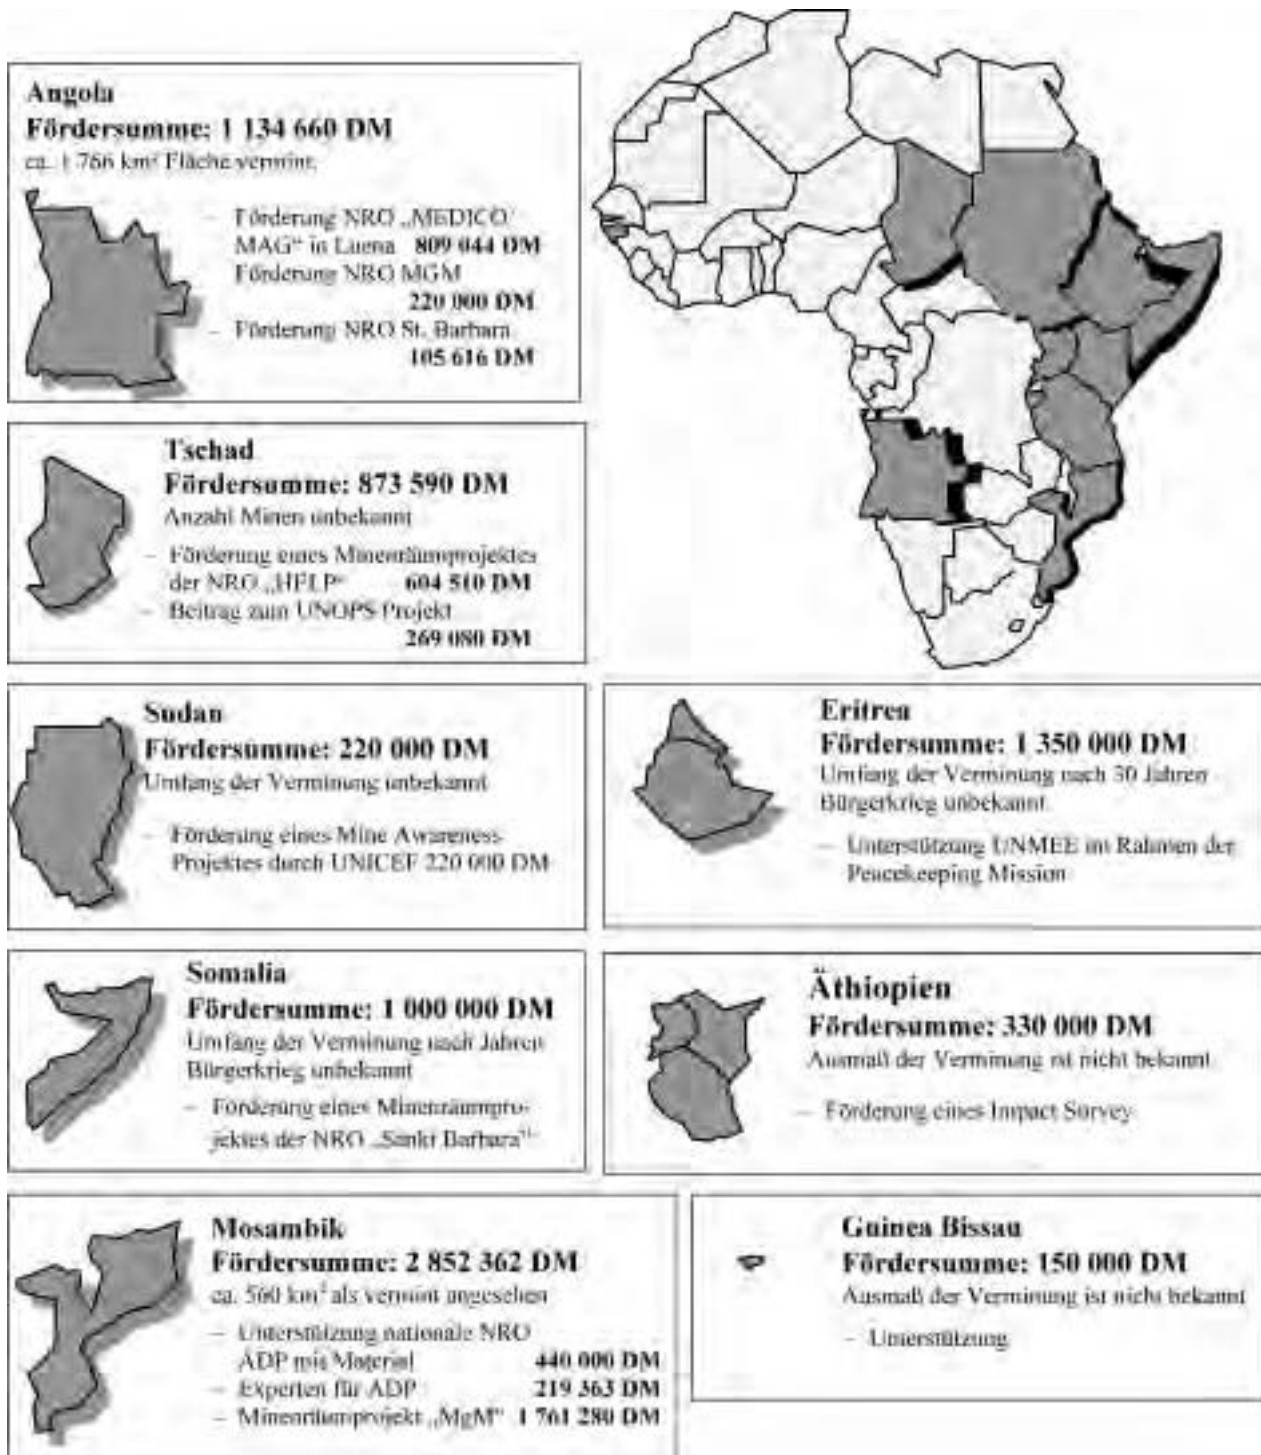 Angola
Fördersumme: 1 134 660 DM
ca. 1 766 km² Fläche vermint.
– Förderung NRO „MEDICO
MAG“ in Luena 809 044 DM
Förderung NRO MGM
220 000 DM
– Förderung NRO St. Barbara
105 616 DM
Tschad
Fördersumme: 873 590 DM
Anzahl Minen unbekannt
– Förderung eines Minenräumprojektes
der NRO „HELP“ 604 510 DM
– Beitrag zum UNOPS Projekt
269 080 DM
Sudan
Fördersumme: 220 000 DM
Umfang der Verminung unbekannt
– Förderung eines Mine Awareness
Projektes durch UNICEF 220 000 DM
Eritrea
Fördersumme: 1 350 000 DM
Umfang der Verminung nach 30 Jahren
Bürgerkrieg unbekannt
– Unterstützung UNMEE im Rahmen der
Peacekeeping Mission
Somalia
Fördersumme: 1 000 000 DM
Umfang der Verminung nach Jahren
Bürgerkrieg unbekannt
– Förderung eines Minenräumpro-
jektes der NRO „Sankt Barbara“
Äthiopien
Fördersumme: 330 000 DM
Ausmaß der Verminung ist nicht bekannt
– Förderung eines Impact Survey
Mosambik
Fördersumme: 2 852 362 DM
ca. 560 km² als vermint angesehen
– Unterstützung nationale NRO
ADP mit Material 440 000 DM
– Experten für ADP 219 363 DM
– Minenräumprojekt „MgM“ 1 761 280 DM
Guinea Bissau
Fördersumme: 150 000 DM
Ausmaß der Verminung ist nicht bekannt
– Unterstützung